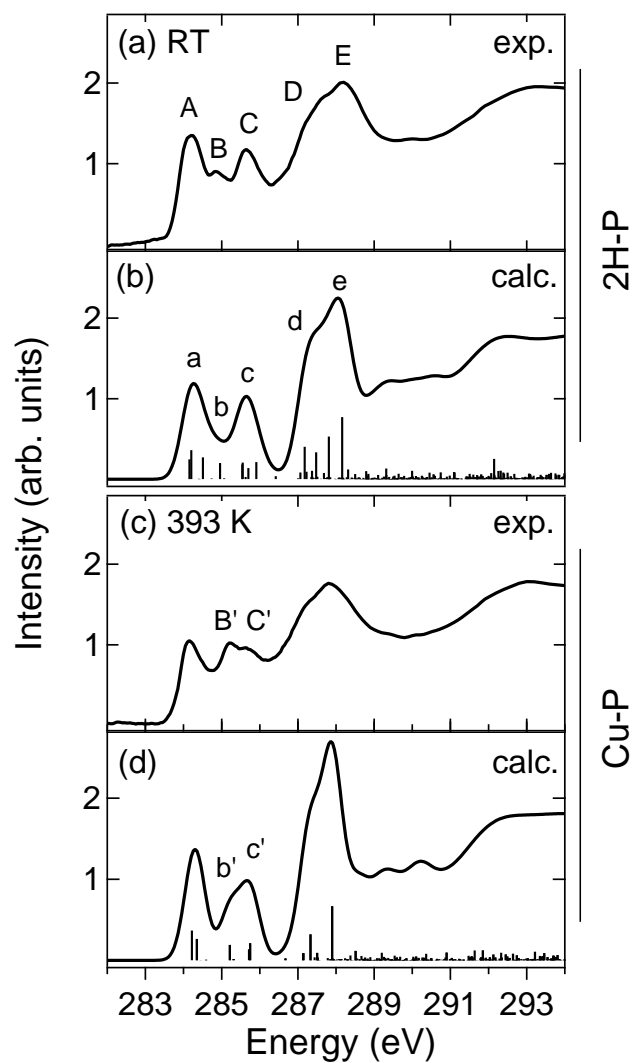 (a) RT
exp.
E
D
A
B
C
2
1
(b)
calc.
e
d
a
b
c
2
1
2H-P
(c) 393 K
exp.
B' C'
2
1
(d)
calc.
b' c'
2
1
Cu-P
Intensity (arb. units)
283 285 287 289 291 293
Energy (eV)